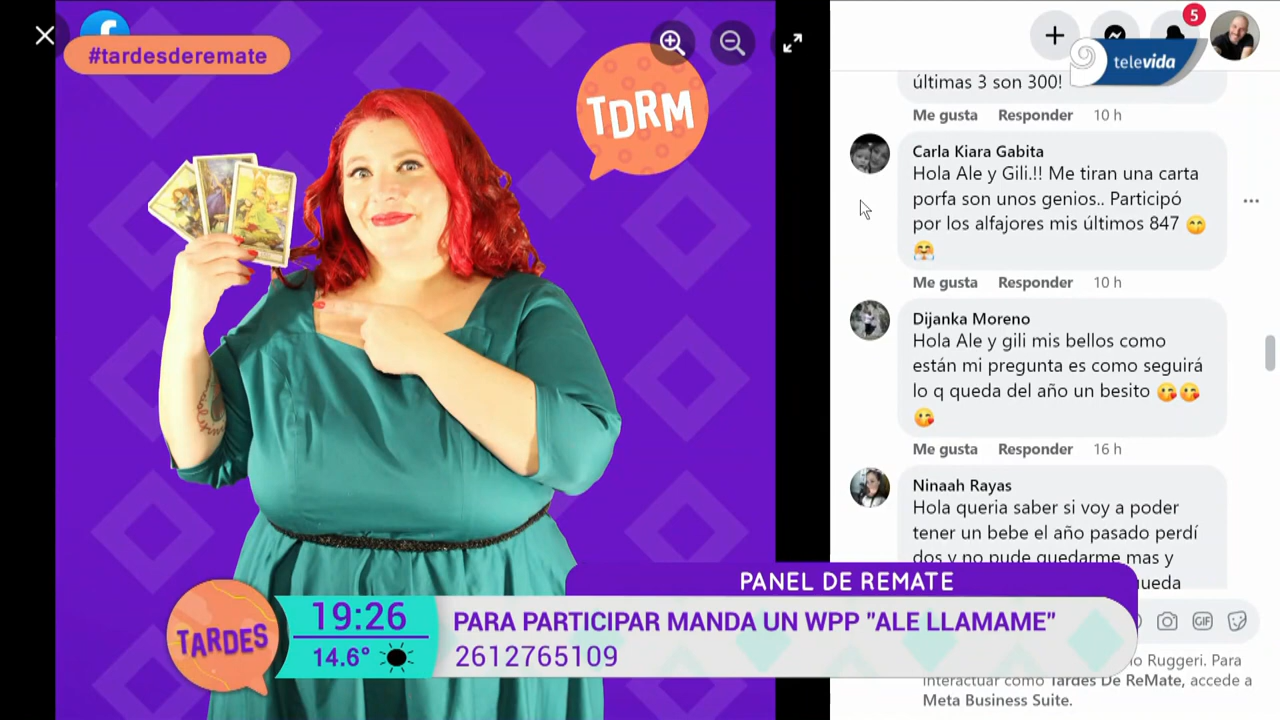 #tardesderemate
TDRM
5
televida
últimas 3 son 300!
Me gusta Responder 10 h
Carla Kiara Gabita
Hola Ale y Gili.!! Me tiran una carta
porfa son unos genios.. Participó
por los alfajores mis últimos 847 😋
😤
Me gusta Responder 10 h
Dijanka Moreno
Hola Ale y gili mis bellos como
están mi pregunta es como seguirá
lo q queda del año un besito 😘😘
😘
Me gusta Responder 16 h
Ninaah Rayas
Hola queria saber si voy a poder
tener un bebe el año pasado perdí
dos y no pude quedarme mas y
ueda
GIF
Ruggeri. Para
interactuar como Tardes De ReMate, accede a
Meta Business Suite.
PANEL DE REMATE
TARDES
19:26
14.6°
PARA PARTICIPAR MANDA UN WPP "ALE LLAMAME"
2612765109